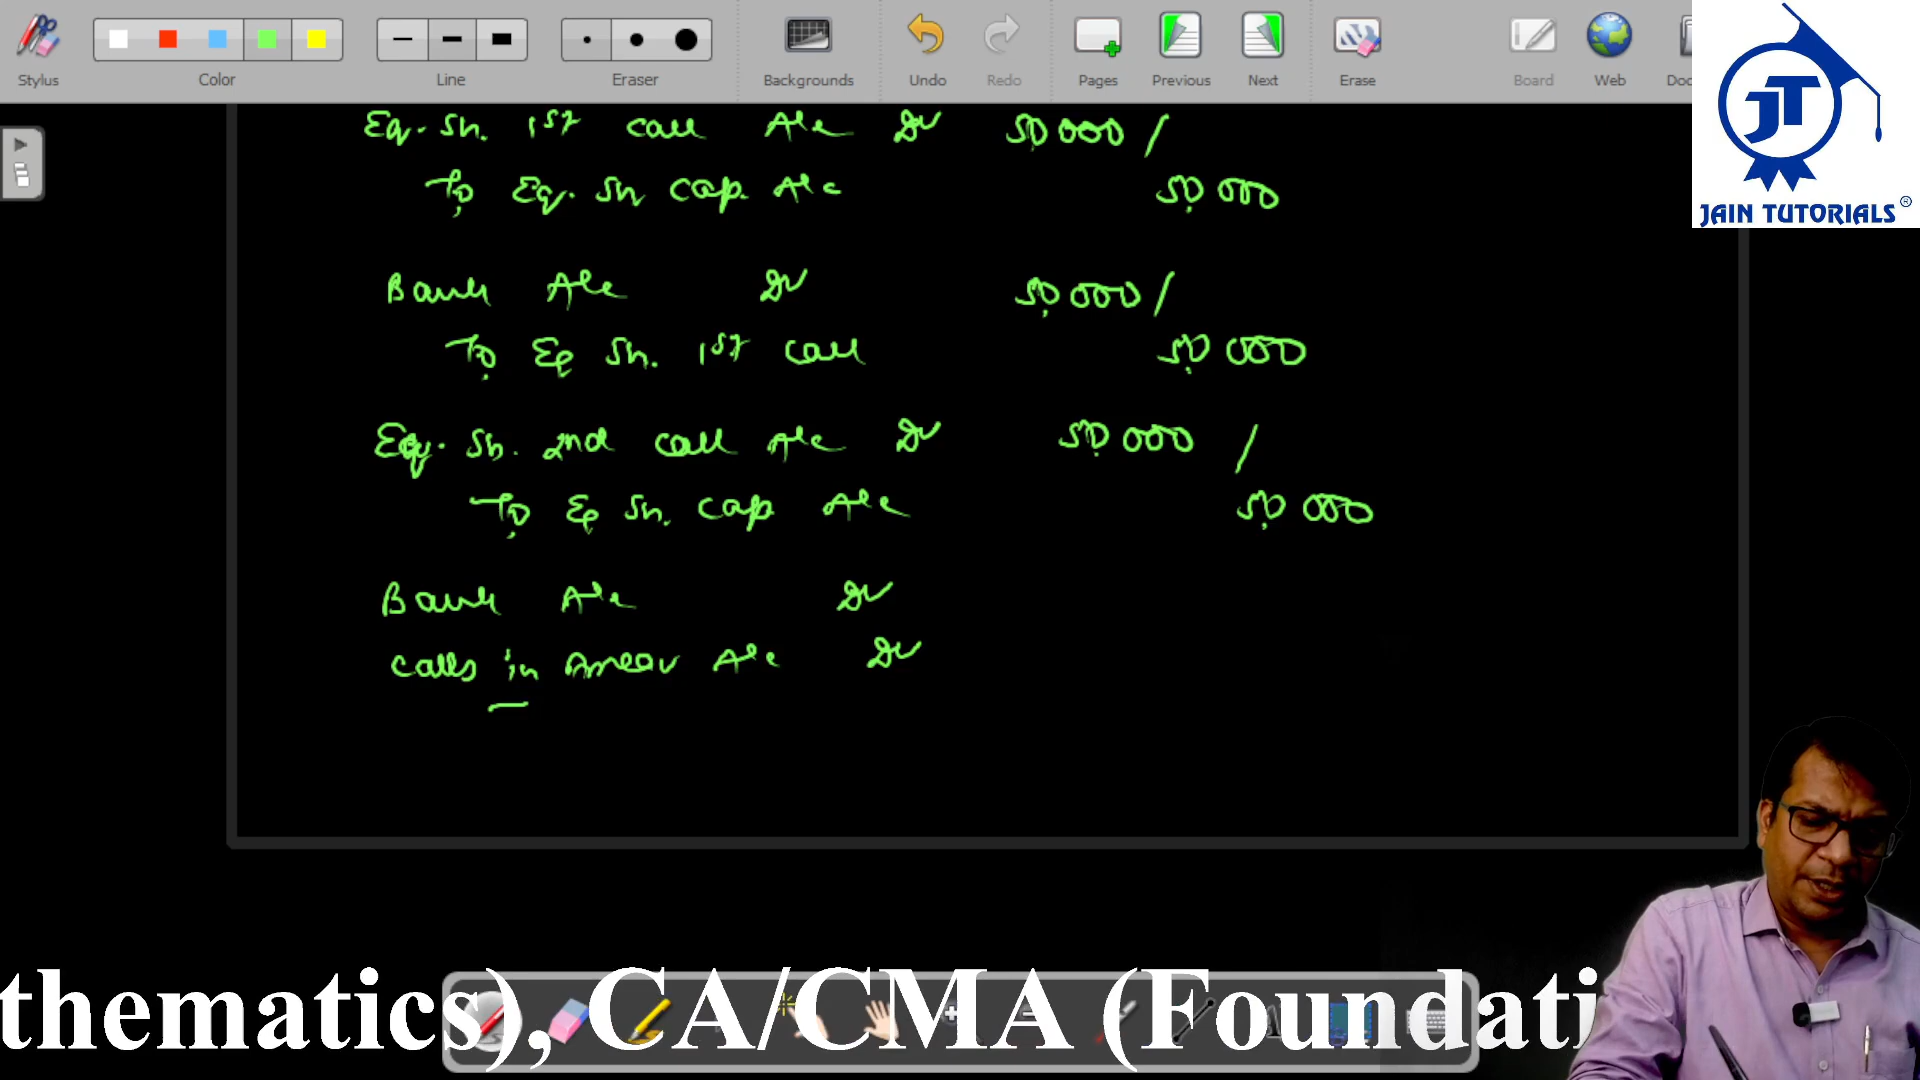 Stylus
Color
Line
Eraser
Backgrounds
Undo
Redo
Pages
Previous
Next
Erase
Board
Web
Doc
JT
JAIN TUTORIALS ®
Eq. Sh. 1st call A/c Dr 50,000 /
To Eq. Sh cap. A/c 50,000
Bank A/c Dr 50,000 /
To Eq Sh. 1st call 50,000
Eq. Sh. 2nd call A/c Dr 50,000 /
To Eq Sh. cap A/c 50,000
Bank A/c Dr
calls in Arrear A/c Dr
thematics), CA/CMA (Foundati